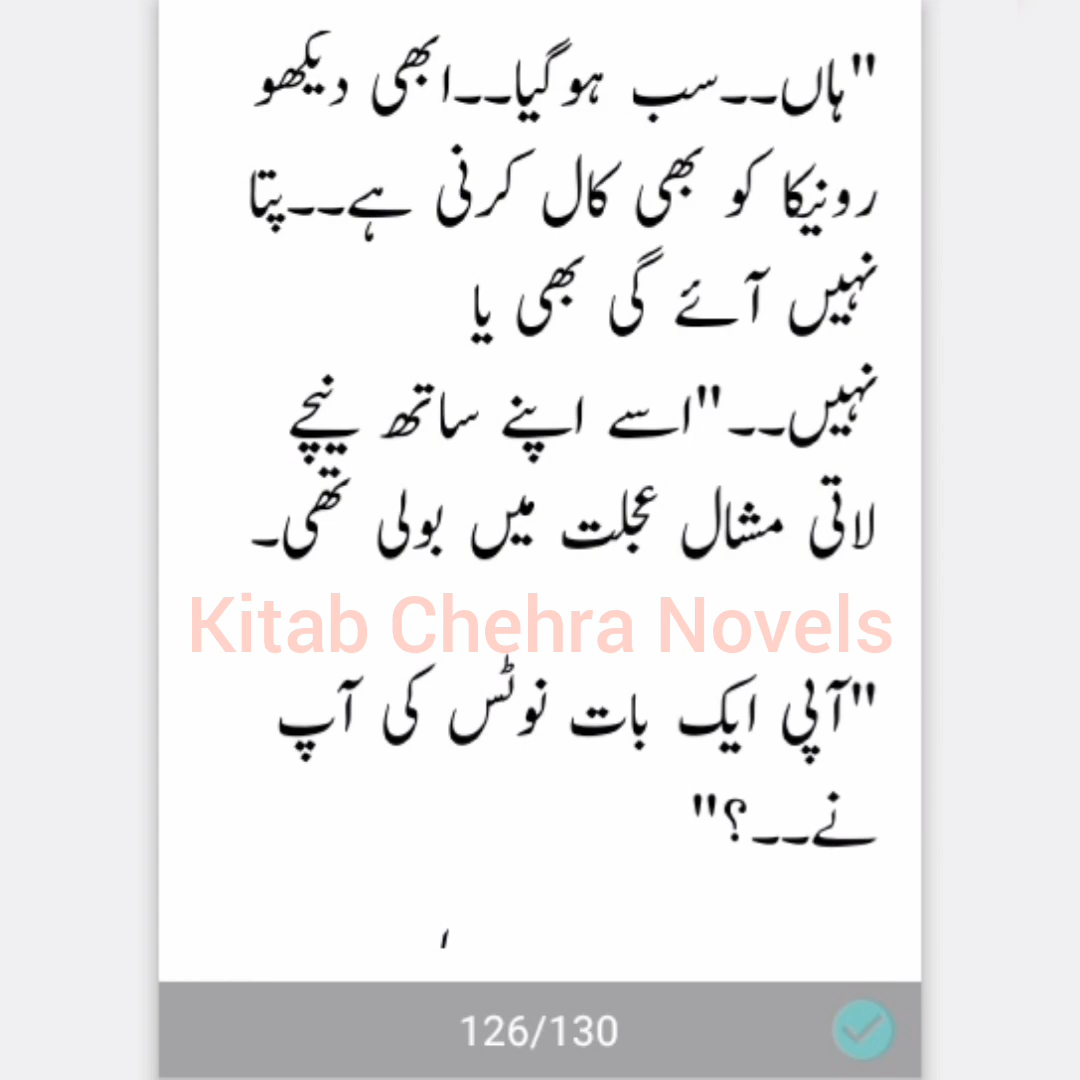 "ہاں۔۔سب ہوگیا۔۔ابھی دیکھو
رونیکا کو بھی کال کرنی ہے۔۔پتا
نہیں آئے گی بھی یا
نہیں۔۔"اسے اپنے ساتھ نیچے
لاتی مشال عجلت میں بولی تھی۔
Kitab Chehra Novels
"آپی ایک بات نوٹس کی آپ
نے۔۔؟"
126/130